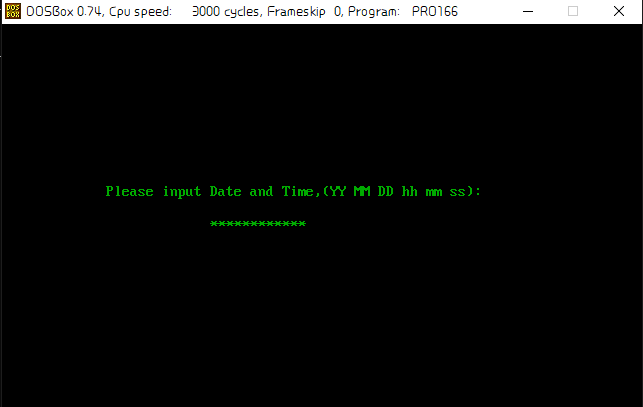 DOSBox 0.74, Cpu speed: 3000 cycles, Frameskip 0, Program: PRO166
Please input Date and Time,(YY MM DD hh mm ss):
************